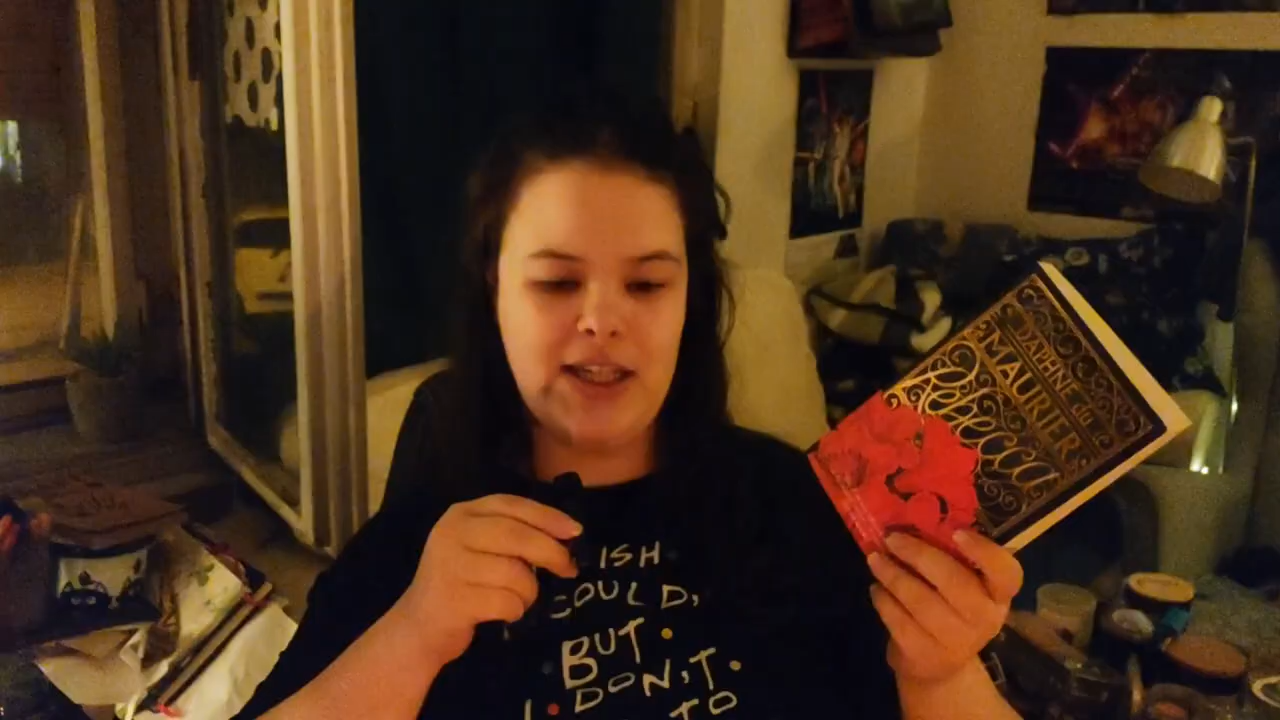 DAPHNE du
MAURIER
Rebecca
ISH
COULD,
BUT
I DON'T
TO